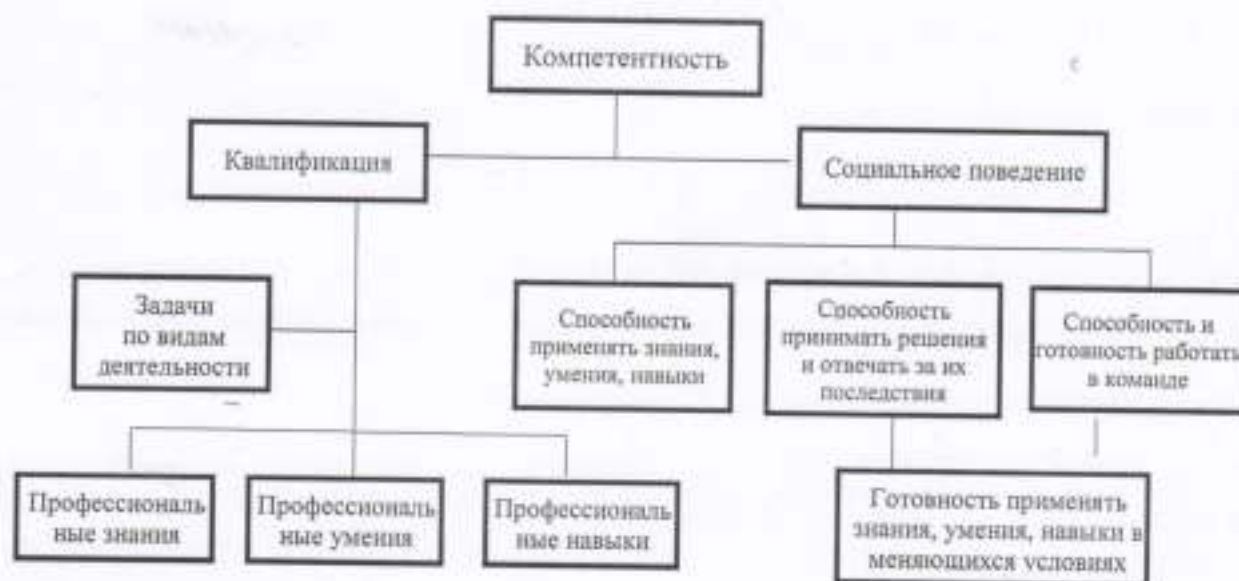 Компетентность
Квалификация
Социальное поведение
Задачи
по видам
деятельности
Способность
применять знания,
умения, навыки
Способность
принимать решения
и отвечать за их
последствия
Способность и
готовность работать
в команде
Профессиональ
ные знания
Профессиональ
ные умения
Профессиональ
ные навыки
Готовность применять
знания, умения, навыки в
меняющихся условиях